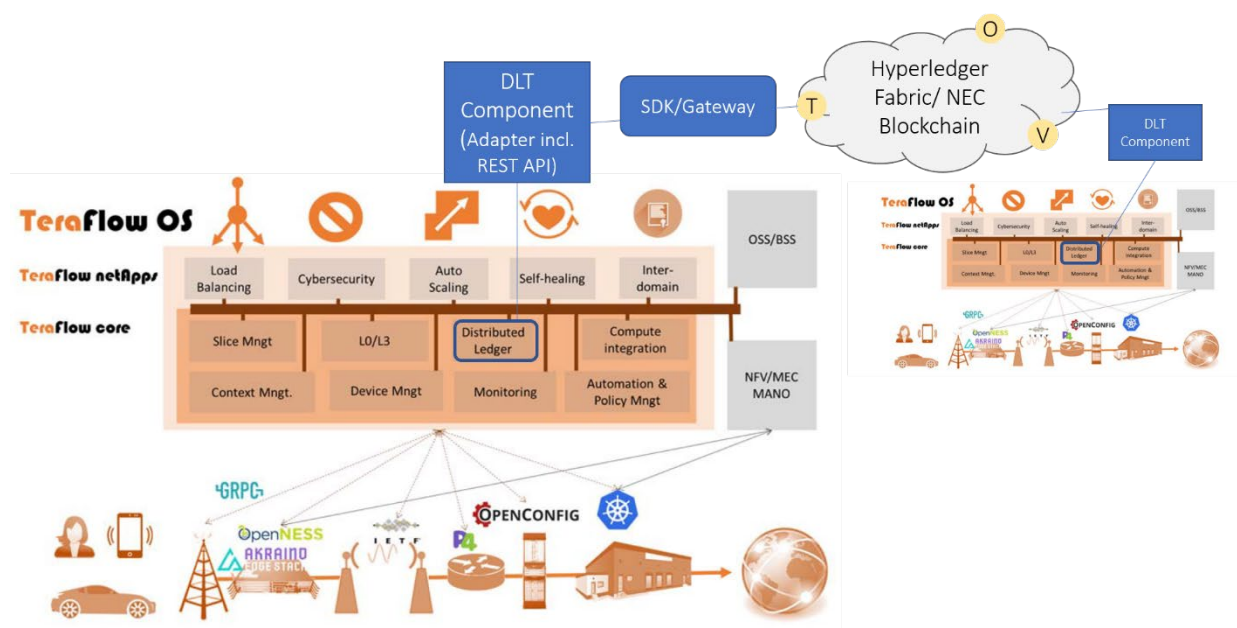 O
Hyperledger
Fabric/ NEC
Blockchain
T
V
DLT
Component
(Adapter incl.
REST API)
SDK/Gateway
DLT
Component
TeraFlow OS
TeraFlow netApps
Load
Balancing
Cybersecurity
Auto
Scaling
Self-healing
Inter-
domain
OSS/BSS
TeraFlow core
Slice Mngt
L0/L3
Distributed
Ledger
Compute
integration
Context Mngt.
Device Mngt
Monitoring
Automation &
Policy Mngt
NFV/MEC
MANO
GRPC
OpenNESS
AKRAINO
EDGE STACK
IETF
P4
OPENCONFIG
TeraFlow OS
TeraFlow netApps
Load
Balancing
Cybersecurity
Auto
Scaling
Self-healing
Inter-
domain
OSS/BSS
TeraFlow core
Slice Mngt
L0/L3
Distributed
Ledger
Compute
integration
Context Mngt.
Device Mngt
Monitoring
Automation &
Policy Mngt
NFV/MEC
MANO
GRPC
OpenNESS
AKRAINO
P4
OPENCONFIG